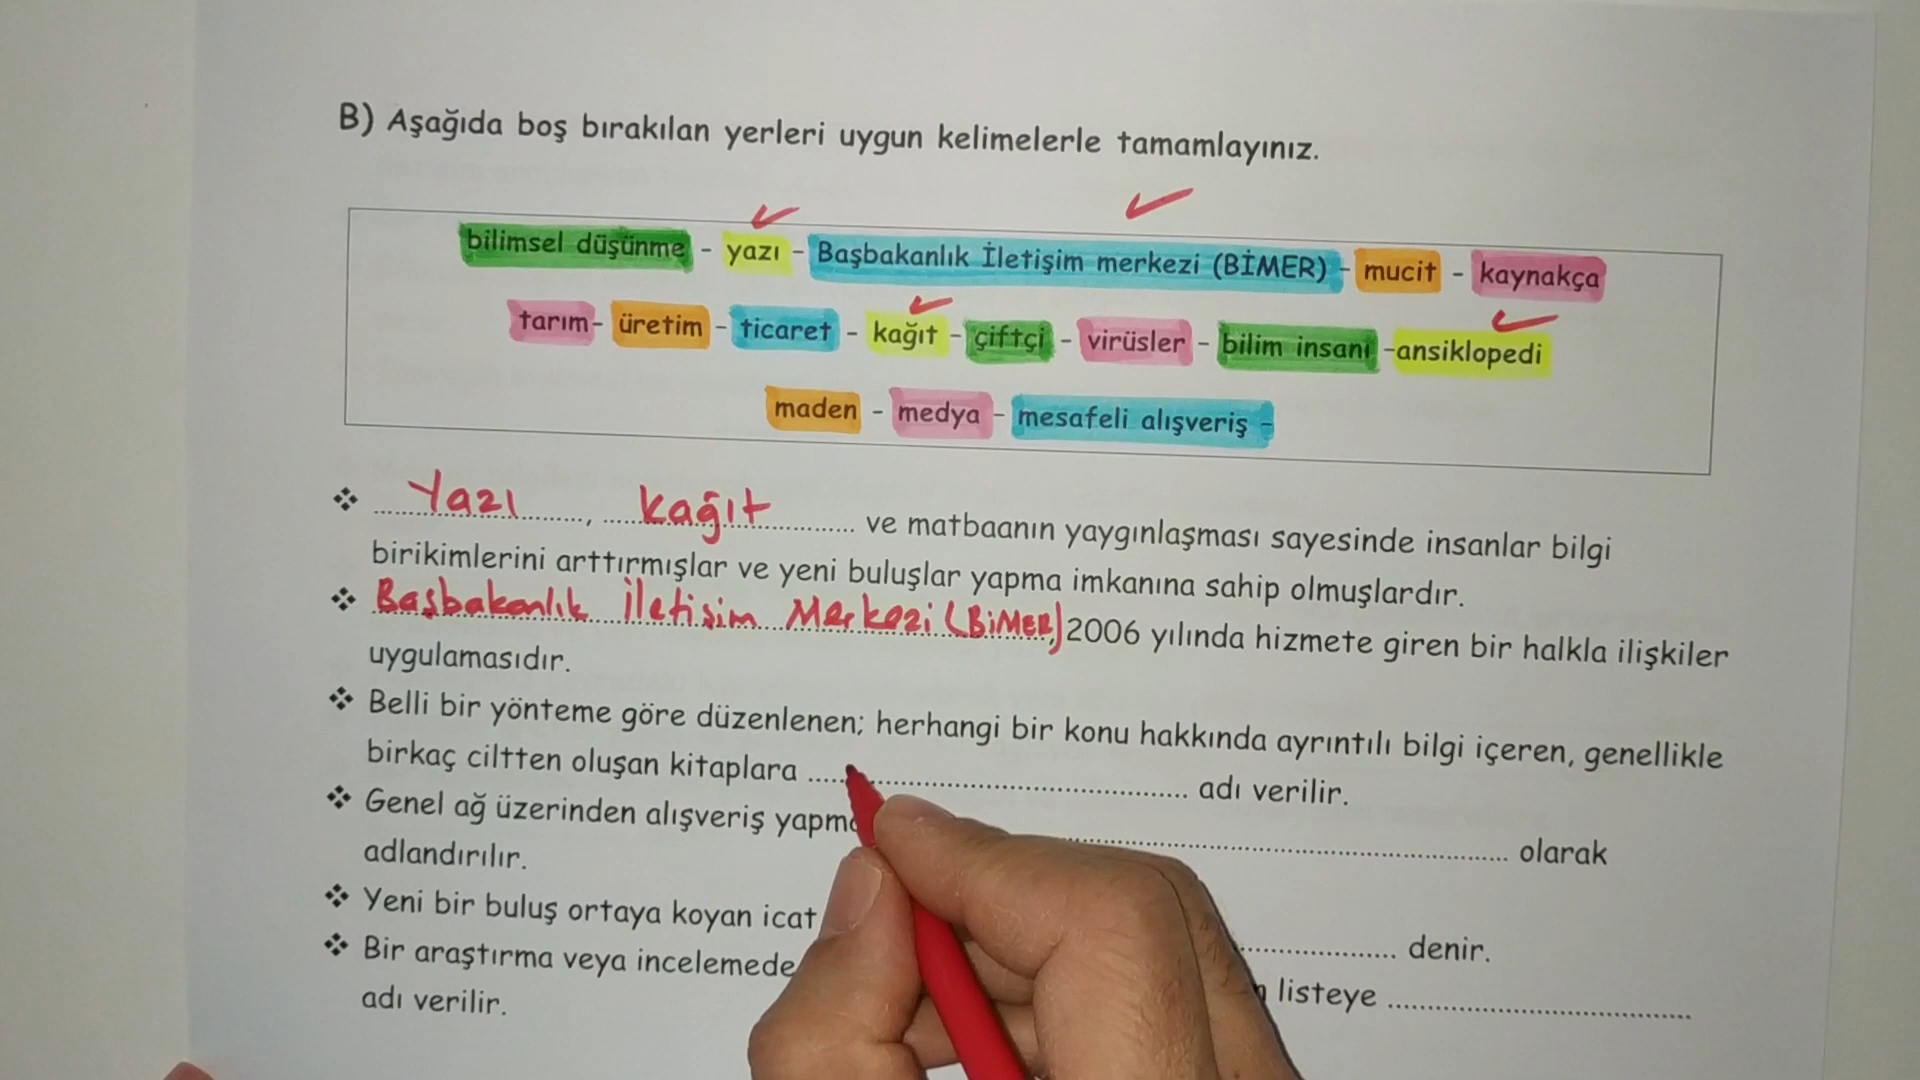 B) Aşağıda boş bırakılan yerleri uygun kelimelerle tamamlayınız.
bilimsel düşünme - yazı - Başbakanlık İletişim merkezi (BİMER) - mucit - kaynakça
tarım- üretim - ticaret - kağıt - çiftçi - virüsler - bilim insanı -ansiklopedi
maden - medya - mesafeli alışveriş -
❖ Yazı, kağıt ve matbaanın yaygınlaşması sayesinde insanlar bilgi
birikimlerini arttırmışlar ve yeni buluşlar yapma imkanına sahip olmuşlardır.
❖ Başbakanlık İletişim Merkezi (BİMER), 2006 yılında hizmete giren bir halkla ilişkiler
uygulamasıdır.
❖ Belli bir yönteme göre düzenlenen; herhangi bir konu hakkında ayrıntılı bilgi içeren, genellikle
birkaç ciltten oluşan kitaplara ........................................ adı verilir.
❖ Genel ağ üzerinden alışveriş ........................................ olarak
adlandırılır.
❖ Yeni bir buluş ortaya koyan icat .................... denir.
❖ Bir araştırma veya incelemede listeye ........................................
adı verilir.